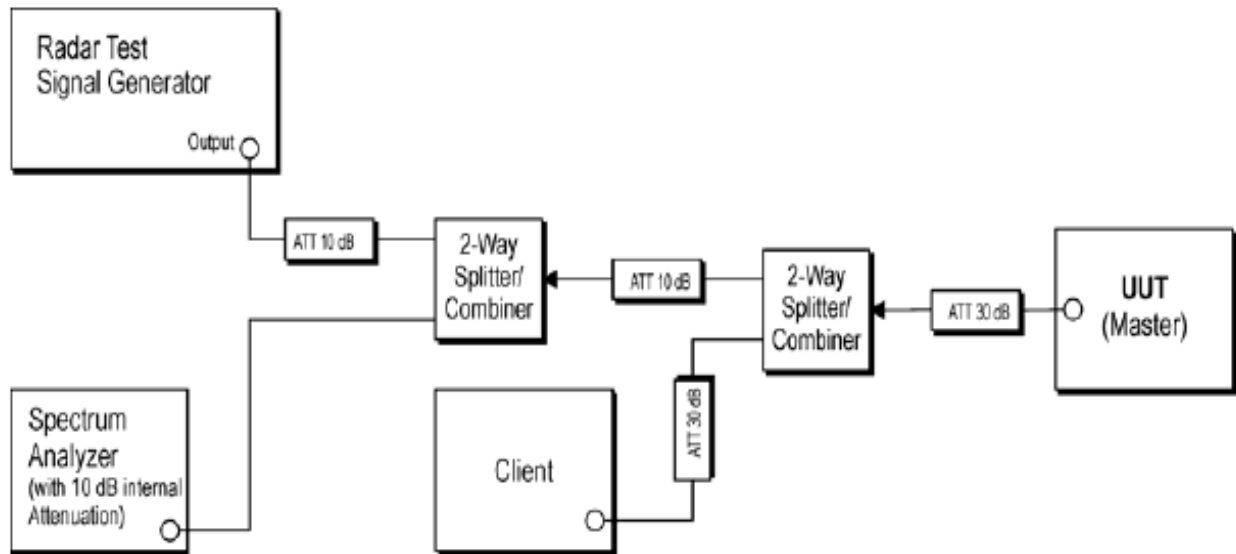 Radar Test
Signal Generator
Output
ATT 10 dB
2-Way
Splitter/
Combiner
ATT 10 dB
2-Way
Splitter/
Combiner
ATT 30 dB
UUT
(Master)
Spectrum
Analyzer
(with 10 dB internal
Attenuation)
Client
ATT 30 dB